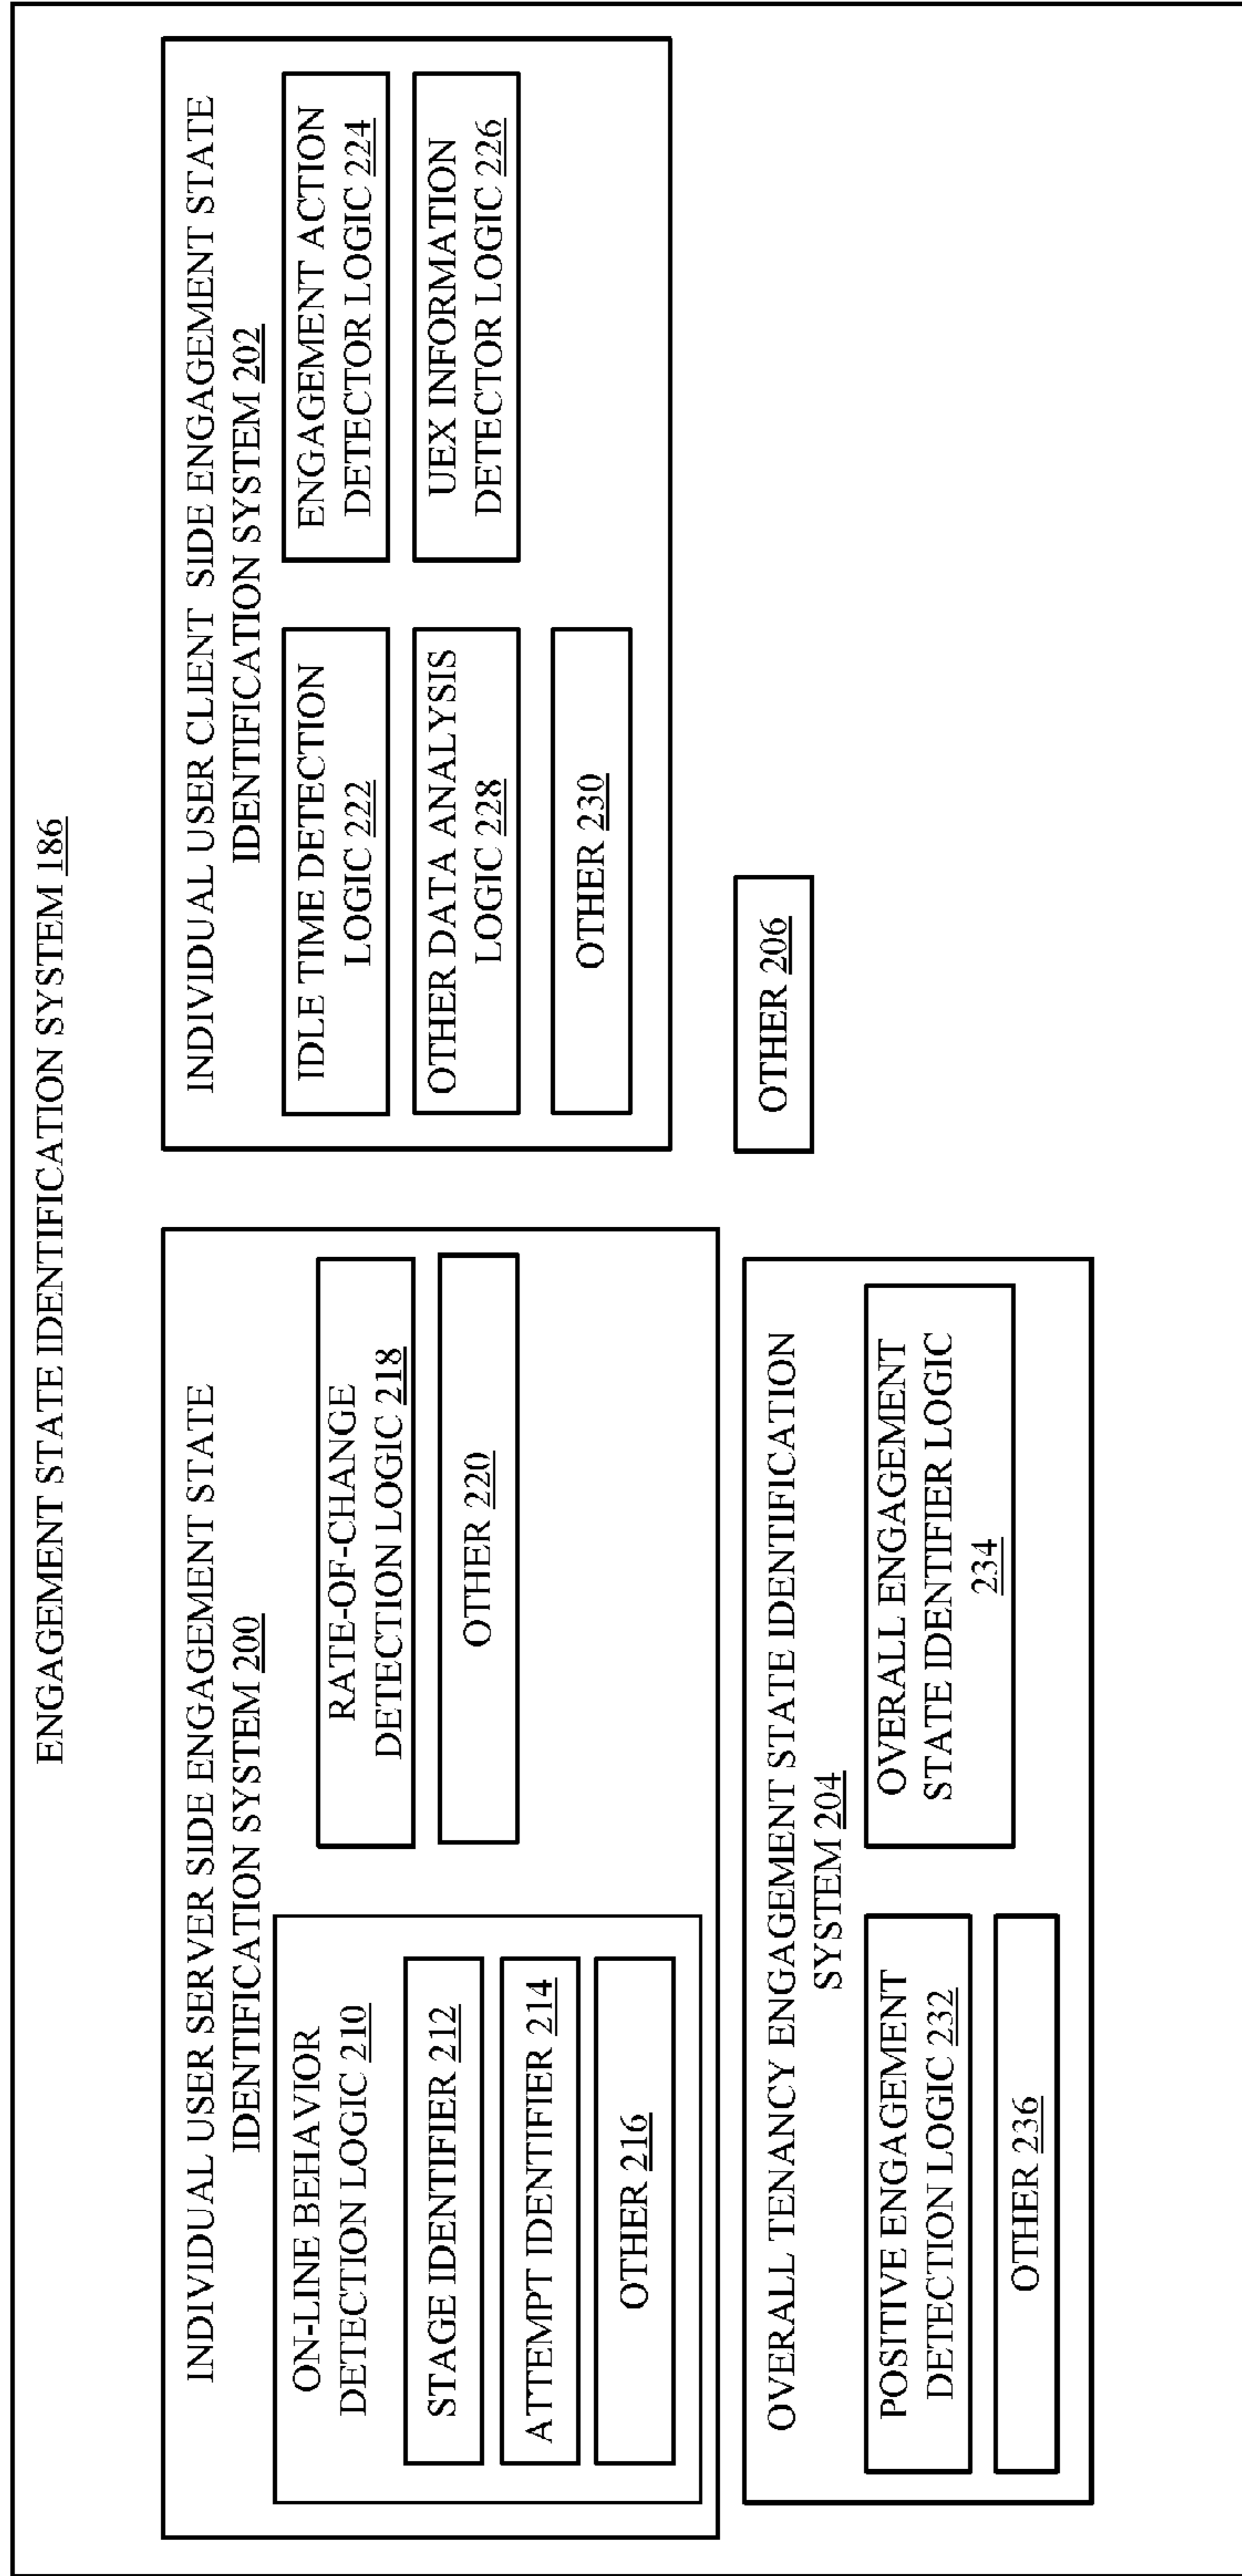 ENGAGEMENT STATE IDENTIFICATION SYSTEM 186
INDIVIDUAL USER SERVER SIDE ENGAGEMENT STATE
IDENTIFICATION SYSTEM 200
ON-LINE BEHAVIOR
DETECTION LOGIC 210
STAGE IDENTIFIER 212
ATTEMPT IDENTIFIER 214
OTHER 216
RATE-OF-CHANGE
DETECTION LOGIC 218
OTHER 220
INDIVIDUAL USER CLIENT SIDE ENGAGEMENT STATE
IDENTIFICATION SYSTEM 202
IDLE TIME DETECTION
LOGIC 222
ENGAGEMENT ACTION
DETECTOR LOGIC 224
OTHER DATA ANALYSIS
LOGIC 228
UEX INFORMATION
DETECTOR LOGIC 226
OTHER 230
OVERALL TENANCY ENGAGEMENT STATE IDENTIFICATION
SYSTEM 204
POSITIVE ENGAGEMENT
DETECTION LOGIC 232
OTHER 236
OVERALL ENGAGEMENT
STATE IDENTIFIER LOGIC
234
OTHER 206